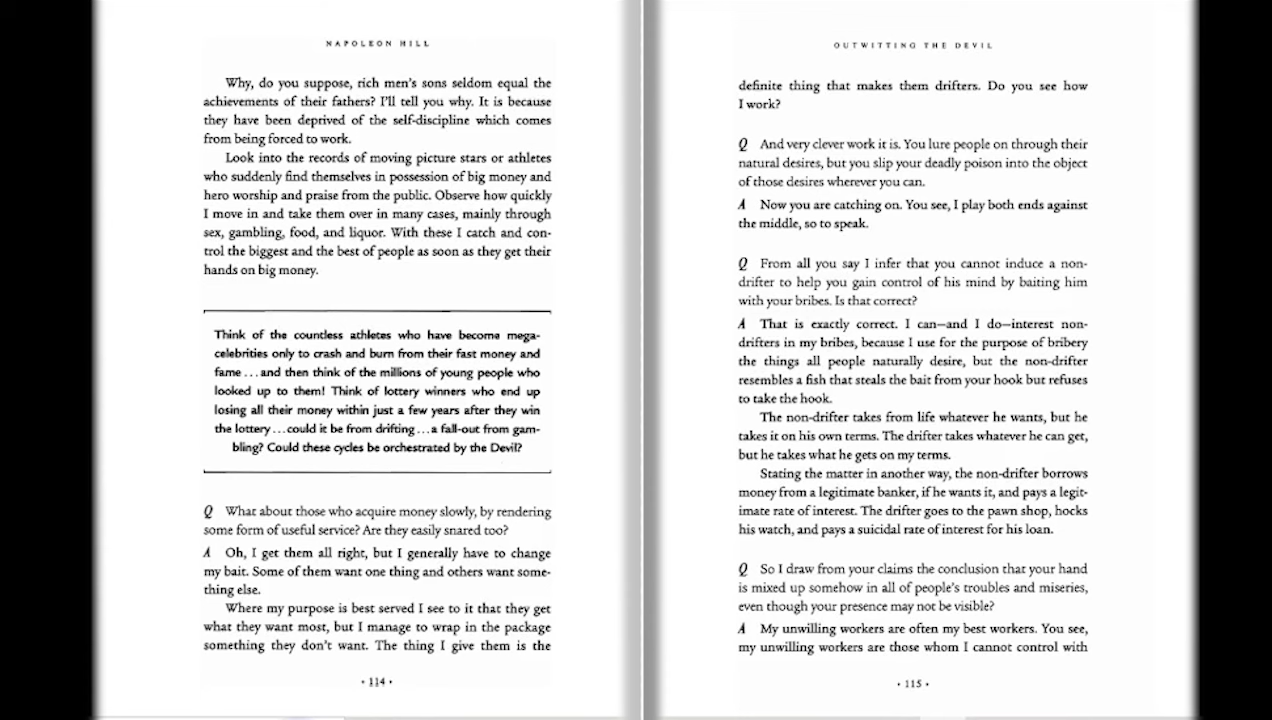 NAPOLEON HILL
Why, do you suppose, rich men's sons seldom equal the
achievements of their fathers? I'll tell you why. It is because
they have been deprived of the self-discipline which comes
from being forced to work.
Look into the records of moving picture stars or athletes
who suddenly find themselves in possession of big money and
hero worship and praise from the public. Observe how quickly
I move in and take them over in many cases, mainly through
sex, gambling, food, and liquor. With these I catch and con-
trol the biggest and the best of people as soon as they get their
hands on big money.
Think of the countless athletes who have become mega-
celebrities only to crash and burn from their fast money and
fame...and then think of the millions of young people who
looked up to them! Think of lottery winners who end up
losing all their money within just a few years after they win
the lottery...could it be from drifting...a fall-out from gam-
bling? Could these cycles be orchestrated by the Devil?
Q What about those who acquire money slowly, by rendering
some form of useful service? Are they easily snared too?
A Oh, I get them all right, but I generally have to change
my bait. Some of them want one thing and others want some-
thing else.
Where my purpose is best served I see to it that they get
what they want most, but I manage to wrap in the package
something they don't want. The thing I give them is the
• 114 •
OUTWITTING THE DEVIL
definite thing that makes them drifters. Do you see how
I work?
Q And very clever work it is. You lure people on through their
natural desires, but you slip your deadly poison into the object
of those desires wherever you can.
A Now you are catching on. You see, I play both ends against
the middle, so to speak.
Q From all you say I infer that you cannot induce a non-
drifter to help you gain control of his mind by baiting him
with your bribes. Is that correct?
A That is exactly correct. I can—and I do—interest non-
drifters in my bribes, because I use for the purpose of bribery
the things all people naturally desire, but the non-drifter
resembles a fish that steals the bait from your hook but refuses
to take the hook.
The non-drifter takes from life whatever he wants, but he
takes it on his own terms. The drifter takes whatever he can get,
but he takes what he gets on my terms.
Stating the matter in another way, the non-drifter borrows
money from a legitimate banker, if he wants it, and pays a legit-
imate rate of interest. The drifter goes to the pawn shop, hocks
his watch, and pays a suicidal rate of interest for his loan.
Q So I draw from your claims the conclusion that your hand
is mixed up somehow in all of people's troubles and miseries,
even though your presence may not be visible?
A My unwilling workers are often my best workers. You see,
my unwilling workers are those whom I cannot control with
• 115 •